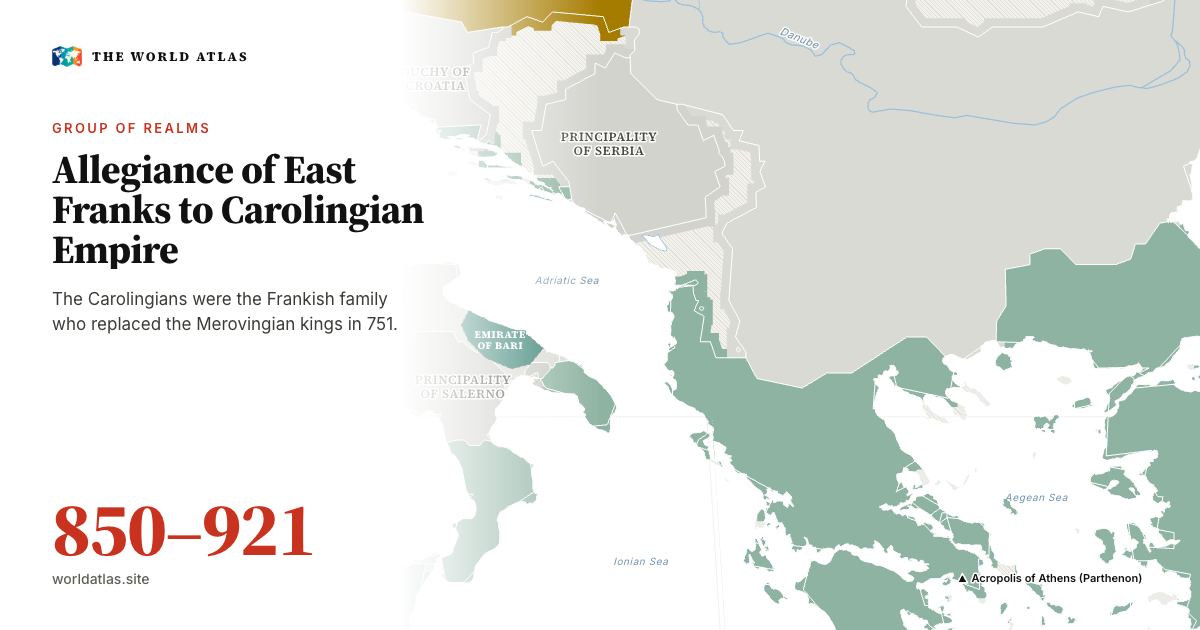 THE WORLD ATLAS
GROUP OF REALMS
Allegiance of East
Franks to Carolingian
Empire
The Carolingians were the Frankish family
who replaced the Merovingian kings in 751.
850–921
worldatlas.site
Danube
DUCHY OF
CROATIA
PRINCIPALITY
OF SERBIA
Adriatic Sea
EMIRATE
OF BARI
PRINCIPALITY
OF SALERNO
Aegean Sea
Ionian Sea
Acropolis of Athens (Parthenon)